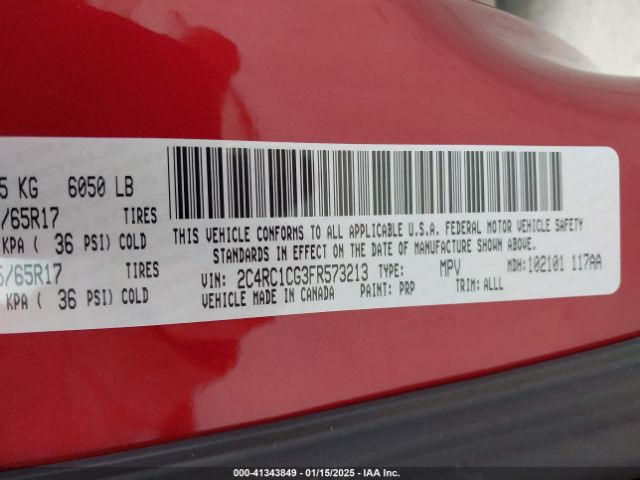 5 KG 6050 LB
/65R17 TIRES
KPA ( 36 PSI) COLD
/65R17 TIRES
KPA ( 36 PSI) COLD
THIS VEHICLE CONFORMS TO ALL APPLICABLE U.S.A. FEDERAL MOTOR VEHICLE SAFETY
STANDARDS IN EFFECT ON THE DATE OF MANUFACTURE SHOWN ABOVE.
VIN: 2C4RC1CG3FR573213 TYPE: MPV MDH:102101 117AA
VEHICLE MADE IN CANADA PAINT: PRP TRIM: ALLL
000-41343849 - 01/15/2025 - IAA Inc.